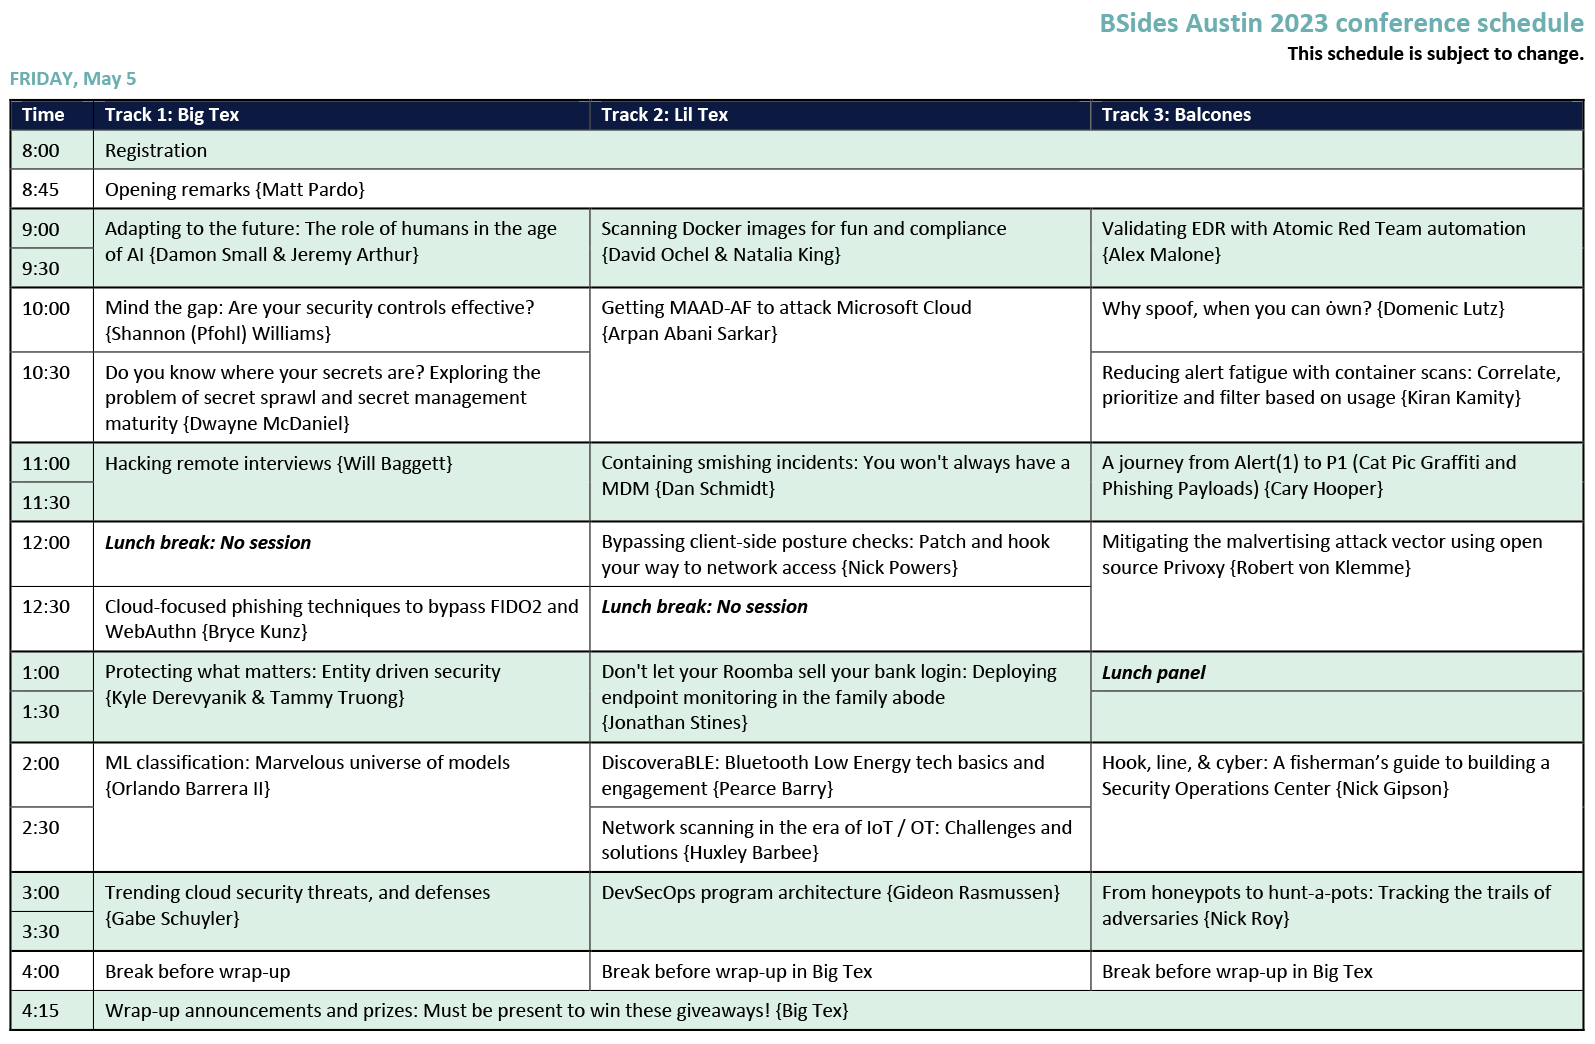 BSides Austin 2023 conference schedule
This schedule is subject to change.
FRIDAY, May 5
Time
Track 1: Big Tex
Track 2: Lil Tex
Track 3: Balcones
8:00
Registration
8:45
Opening remarks {Matt Pardo}
9:00
9:30
Adapting to the future: The role of humans in the age
of AI {Damon Small & Jeremy Arthur}
Scanning Docker images for fun and compliance
{David Ochel & Natalia King}
Validating EDR with Atomic Red Team automation
{Alex Malone}
10:00
Mind the gap: Are your security controls effective?
{Shannon (Pfohl) Williams}
Getting MAAD-AF to attack Microsoft Cloud
{Arpan Abani Sarkar}
Why spoof, when you can ȯwn? {Domenic Lutz}
10:30
Do you know where your secrets are? Exploring the
problem of secret sprawl and secret management
maturity {Dwayne McDaniel}
Reducing alert fatigue with container scans: Correlate,
prioritize and filter based on usage {Kiran Kamity}
11:00
11:30
Hacking remote interviews {Will Baggett}
Containing smishing incidents: You won't always have a
MDM {Dan Schmidt}
A journey from Alert(1) to P1 (Cat Pic Graffiti and
Phishing Payloads) {Cary Hooper}
12:00
Lunch break: No session
Bypassing client-side posture checks: Patch and hook
your way to network access {Nick Powers}
Mitigating the malvertising attack vector using open
source Privoxy {Robert von Klemme}
12:30
Cloud-focused phishing techniques to bypass FIDO2 and
WebAuthn {Bryce Kunz}
Lunch break: No session
1:00
1:30
Protecting what matters: Entity driven security
{Kyle Derevyanik & Tammy Truong}
Don't let your Roomba sell your bank login: Deploying
endpoint monitoring in the family abode
{Jonathan Stines}
Lunch panel
2:00
ML classification: Marvelous universe of models
{Orlando Barrera II}
DiscoveraBLE: Bluetooth Low Energy tech basics and
engagement {Pearce Barry}
Hook, line, & cyber: A fisherman’s guide to building a
Security Operations Center {Nick Gipson}
2:30
Network scanning in the era of IoT / OT: Challenges and
solutions {Huxley Barbee}
3:00
3:30
Trending cloud security threats, and defenses
{Gabe Schuyler}
DevSecOps program architecture {Gideon Rasmussen}
From honeypots to hunt-a-pots: Tracking the trails of
adversaries {Nick Roy}
4:00
Break before wrap-up
Break before wrap-up in Big Tex
Break before wrap-up in Big Tex
4:15
Wrap-up announcements and prizes: Must be present to win these giveaways! {Big Tex}